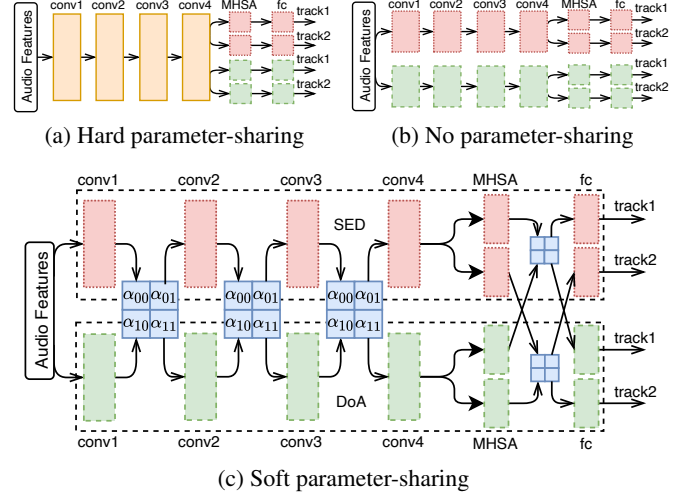 conv1 conv2 conv3 conv4 MHSA fc
Audio Features
track1
track2
track1
track2
(a) Hard parameter-sharing
conv1 conv2 conv3 conv4 MHSA fc
Audio Features
track1
track2
track1
track2
(b) No parameter-sharing
conv1 conv2 conv3 conv4 MHSA fc
Audio Features
SED
track1
track2
α00 α01 α00 α01 α00 α01
α10 α11 α10 α11 α10 α11
track1
track2
DoA
conv1 conv2 conv3 conv4 MHSA fc
(c) Soft parameter-sharing